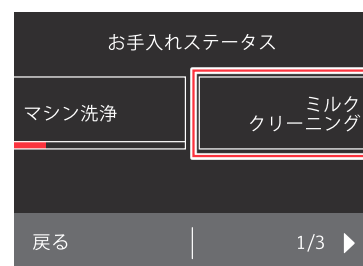 お手入れステータス
マシン洗浄
ミルク
クリーニング
戻る
1/3